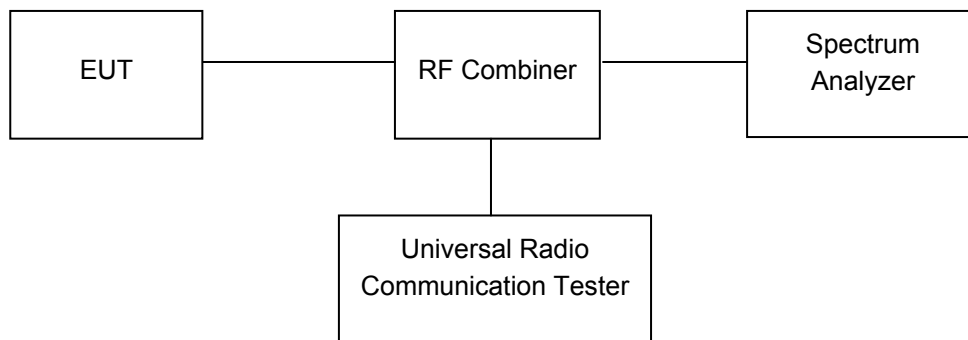 EUT
RF Combiner
Spectrum
Analyzer
Universal Radio
Communication Tester